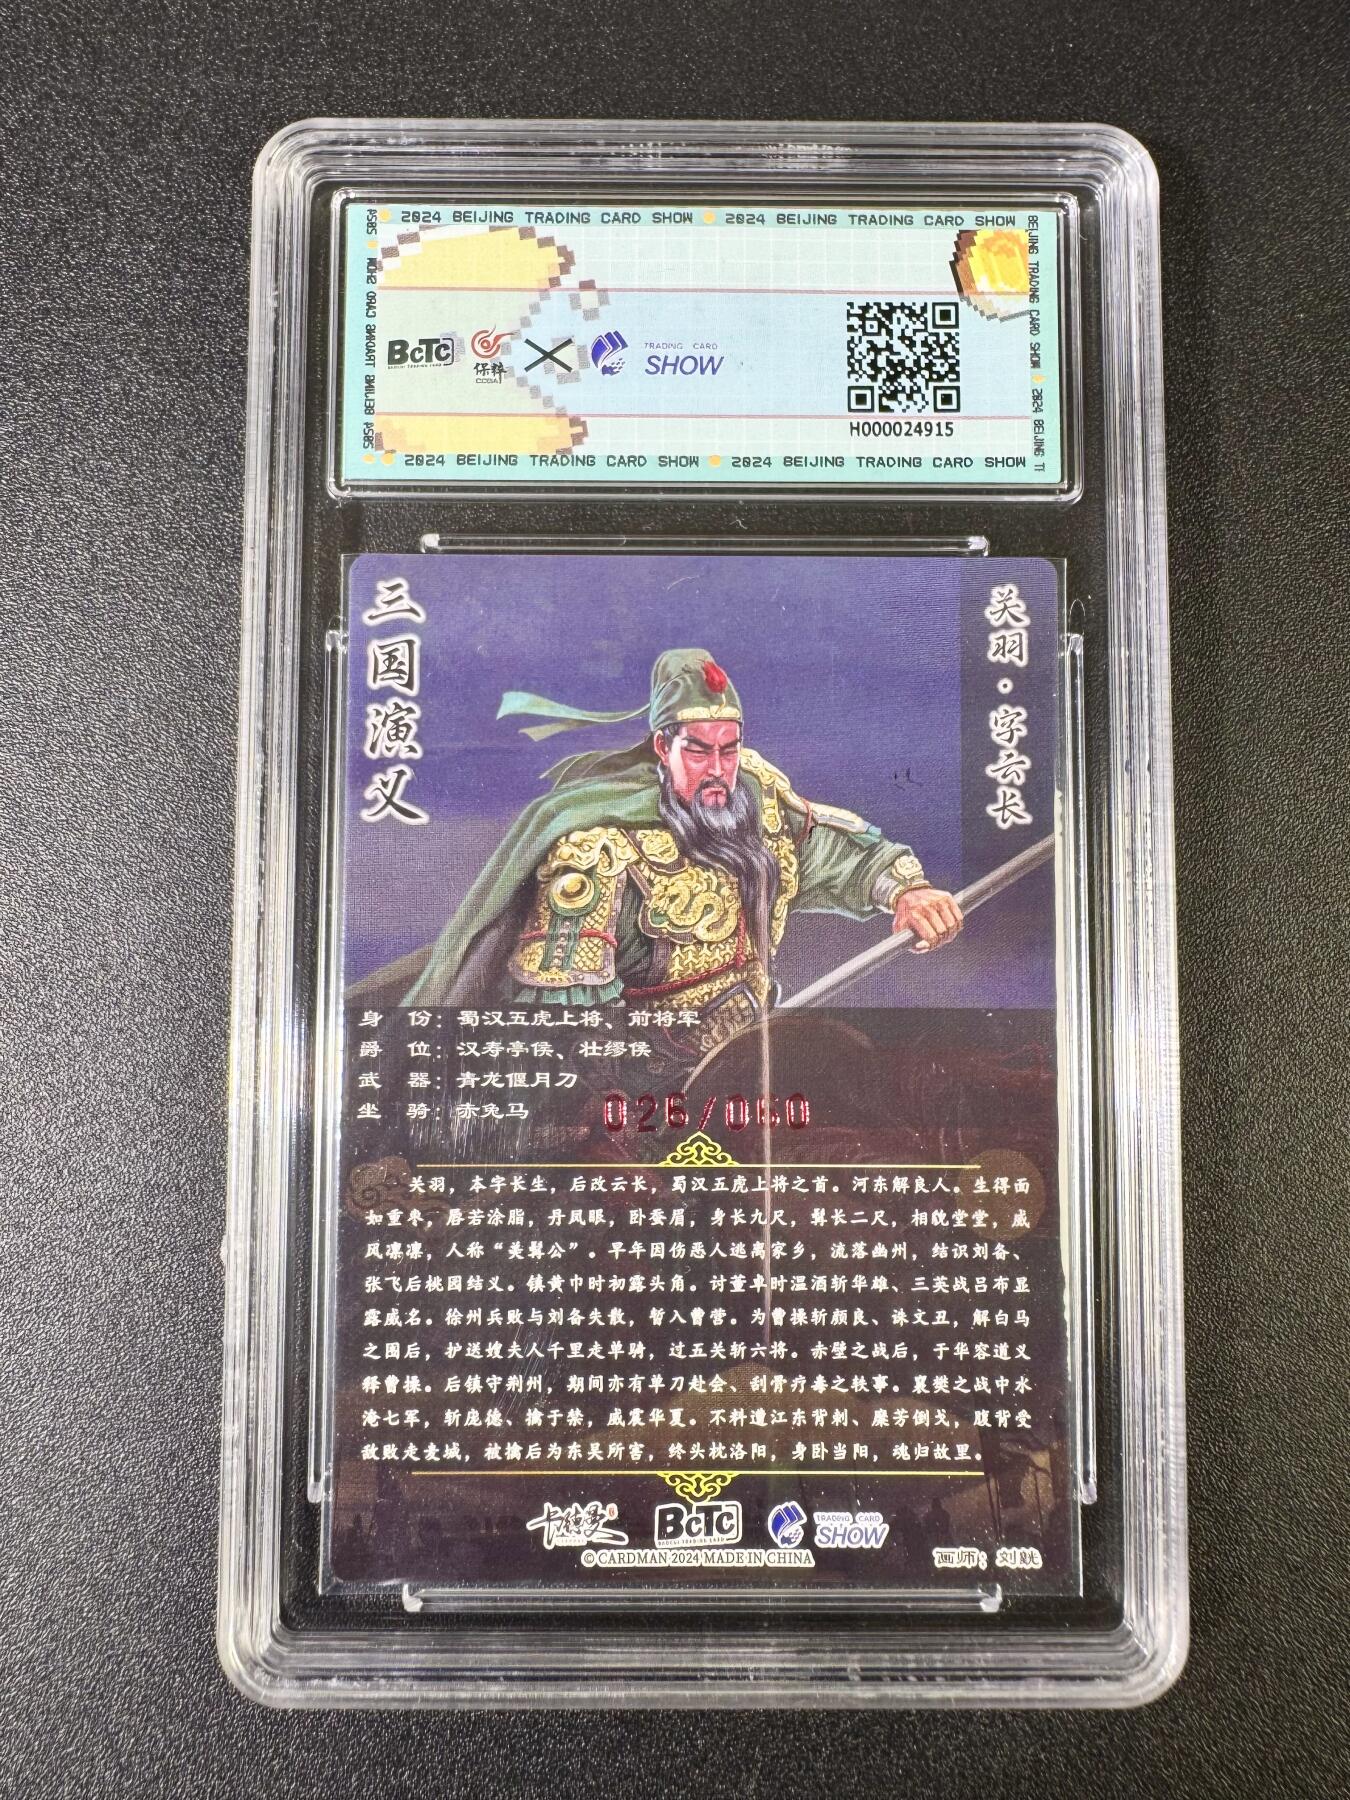 2024 BEIJING TRADING CARD SHOW 2024 BEIJING TRADING CARD SHOW
BEIJING TRADING CARD SHOW 2024 BEIJING
BcTc
保粹
CCGA
TRADING CARD
SHOW
H000024915
2024 BEIJING TRADING CARD SHOW 2024 BEIJING TRADING CARD SHOW
三国演义
关羽·字云长
身 份：蜀汉五虎上将、前将军
爵 位：汉寿亭侯、壮缪侯
武 器：青龙偃月刀
坐 骑：赤兔马
026/060
关羽，本字长生，后改云长，蜀汉五虎上将之首。河东解良人。生得面
如重枣，唇若涂脂，丹凤眼，卧蚕眉，身长九尺，髯长二尺，相貌堂堂，威
风凛凛，人称“美髯公”。早年因伤恶人逃离家乡，流落幽州，结识刘备、
张飞后桃园结义。镇黄巾时初露头角。讨董卓时温酒斩华雄、三英战吕布显
露威名。徐州兵败与刘备失散，暂入曹营。为曹操斩颜良、诛文丑，解白马
之围后，护送嫂夫人千里走单骑，过五关斩六将。赤壁之战后，于华容道义
释曹操。后镇守荆州，期间亦有单刀赴会、刮骨疗毒之轶事。襄樊之战中水
淹七军，斩庞德、擒于禁，威震华夏。不料遭江东背刺、糜芳倒戈，腹背受
敌败走麦城，被擒后为东吴所害，终头枕洛阳，身卧当阳，魂归故里。
卡德曼
BcTc
BAOCUI TRADING CARD
TRADING CARD
SHOW
©CARDMAN 2024 MADE IN CHINA
画师：刘